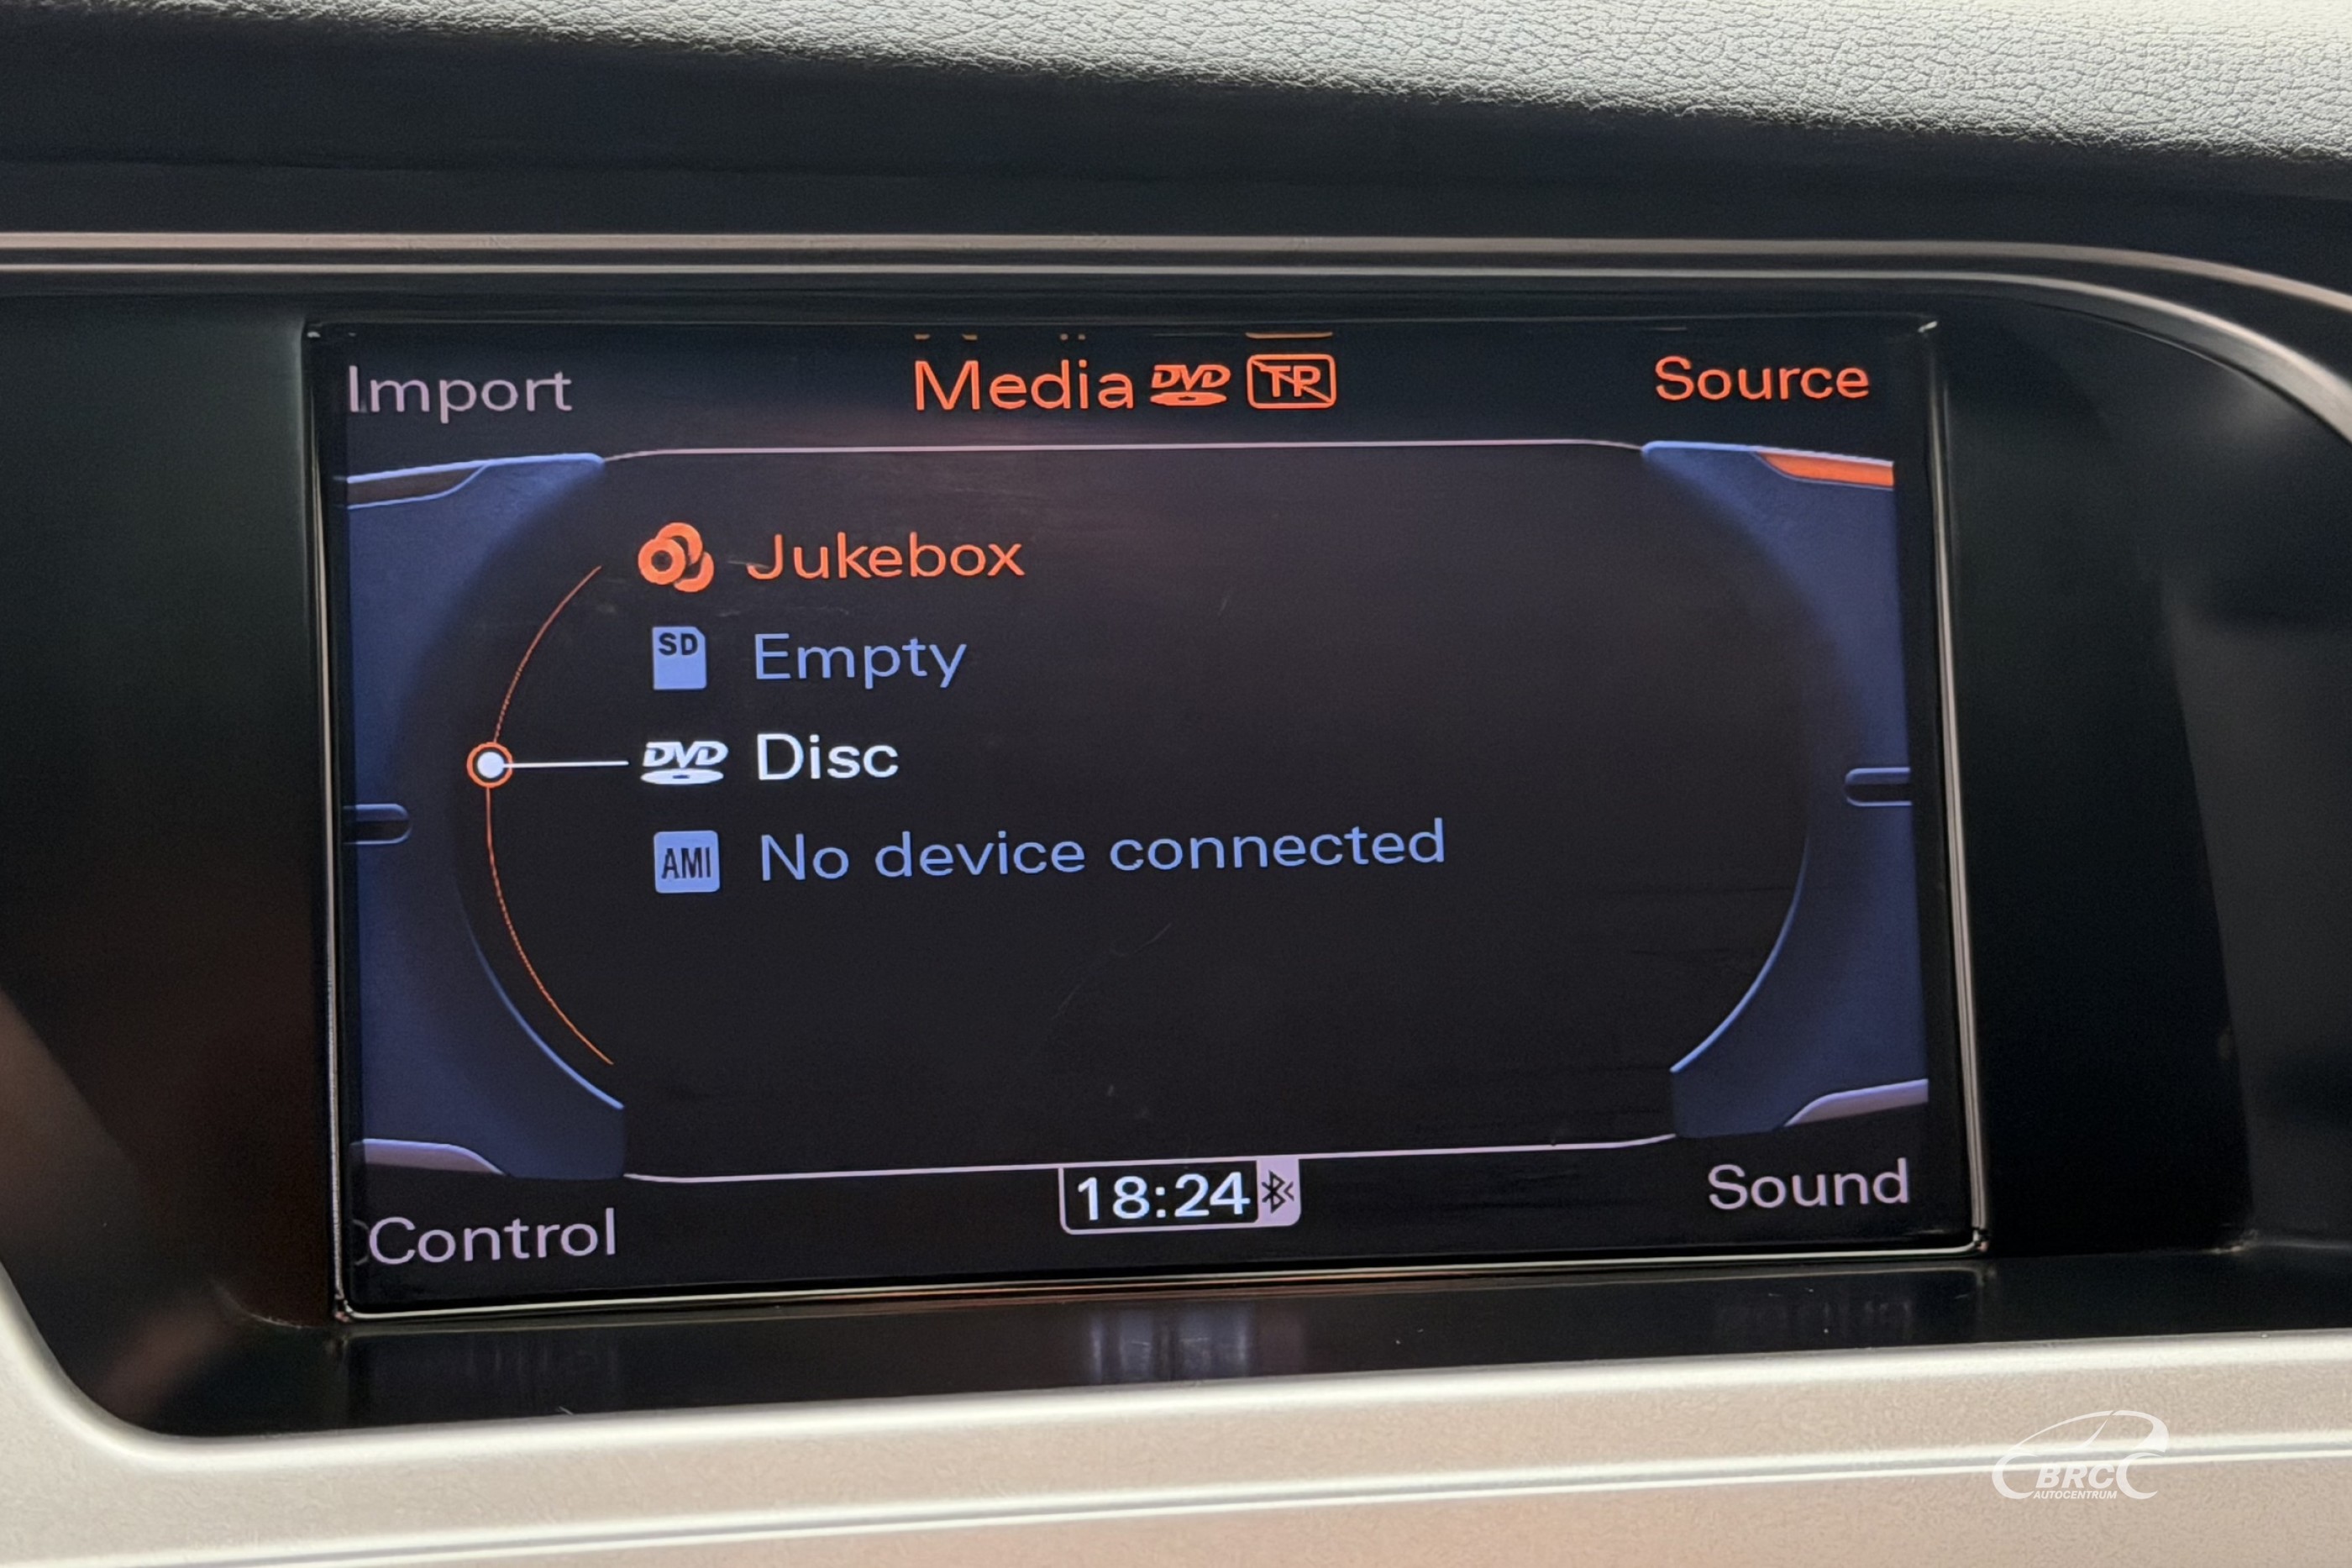 Import
Media DVD TP
Source
Jukebox
SD Empty
DVD Disc
AMI No device connected
18:24
Control
Sound
BRC
AUTOCENTRUM